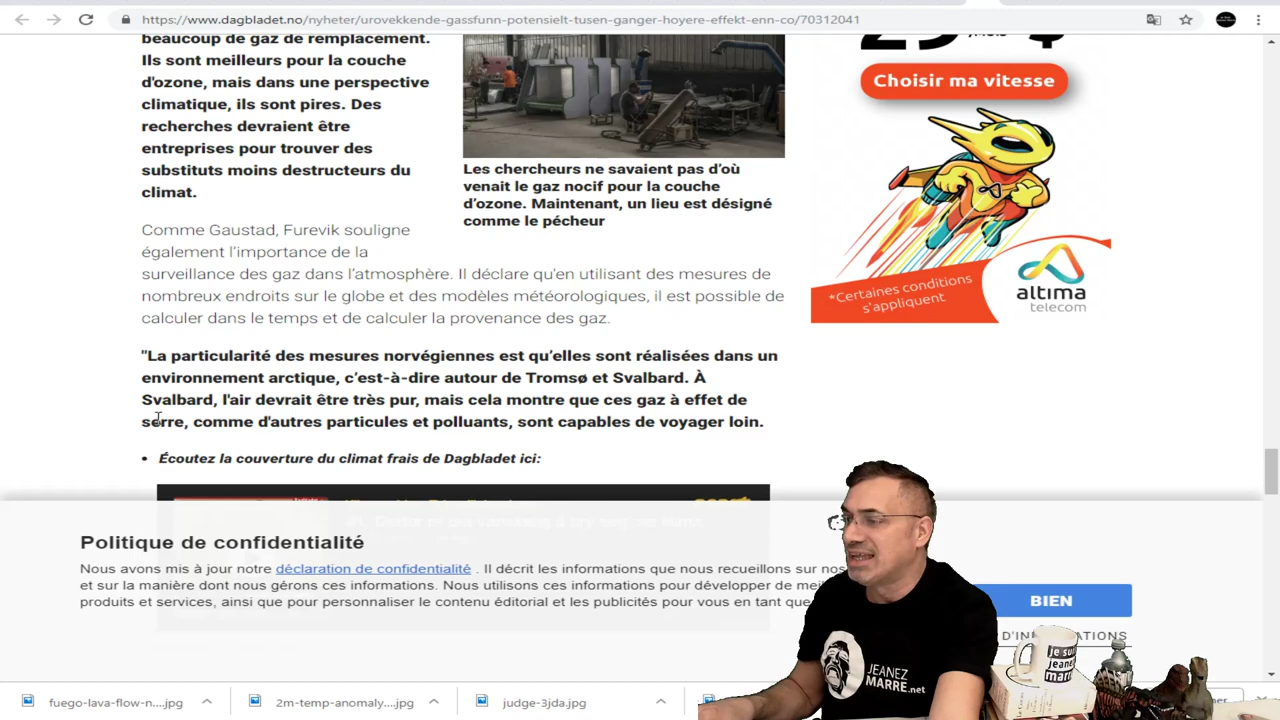 https://www.dagbladet.no/nyheter/urovekkende-gassfunn-potensielt-tusen-ganger-hoyere-effekt-enn-co/70312041
beaucoup de gaz de remplacement.
Ils sont meilleurs pour la couche
d'ozone, mais dans une perspective
climatique, ils sont pires. Des
recherches devraient être
entreprises pour trouver des
substituts moins destructeurs du
climat.
Les chercheurs ne savaient pas d'où
venait le gaz nocif pour la couche
d'ozone. Maintenant, un lieu est désigné
comme le pécheur
Comme Gaustad, Furevik souligne
également l'importance de la
surveillance des gaz dans l'atmosphère. Il déclare qu'en utilisant des mesures de
nombreux endroits sur le globe et des modèles météorologiques, il est possible de
calculer dans le temps et de calculer la provenance des gaz.
"La particularité des mesures norvégiennes est qu'elles sont réalisées dans un
environnement arctique, c'est-à-dire autour de Tromsø et Svalbard. À
Svalbard, l'air devrait être très pur, mais cela montre que ces gaz à effet de
serre, comme d'autres particules et polluants, sont capables de voyager loin.
• Écoutez la couverture du climat frais de Dagbladet ici:
Choisir ma vitesse
*Certaines conditions
s'appliquent
altima
telecom
Politique de confidentialité
Nous avons mis à jour notre déclaration de confidentialité . Il décrit les informations que nous recueillons sur nos
et sur la manière dont nous gérons ces informations. Nous utilisons ces informations pour développer de
produits et services, ainsi que pour personnaliser le contenu éditorial et les publicités pour vous en tant que
BIEN
JEANEZ
MARRE.net
je suis
jeanez
marre
fuego-lava-flow-n....jpg
2m-temp-anomaly....jpg
judge-3jda.jpg